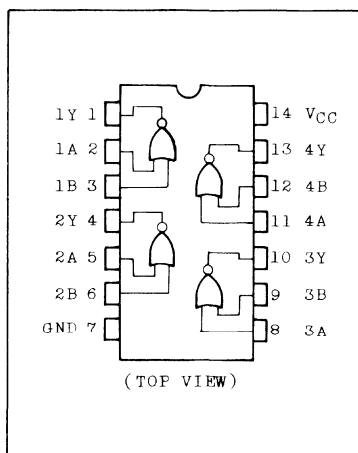 1Y 1
1A 2
1B 3
2Y 4
2A 5
2B 6
GND 7
14 VCC
13 4Y
12 4B
11 4A
10 3Y
9 3B
8 3A
(TOP VIEW)